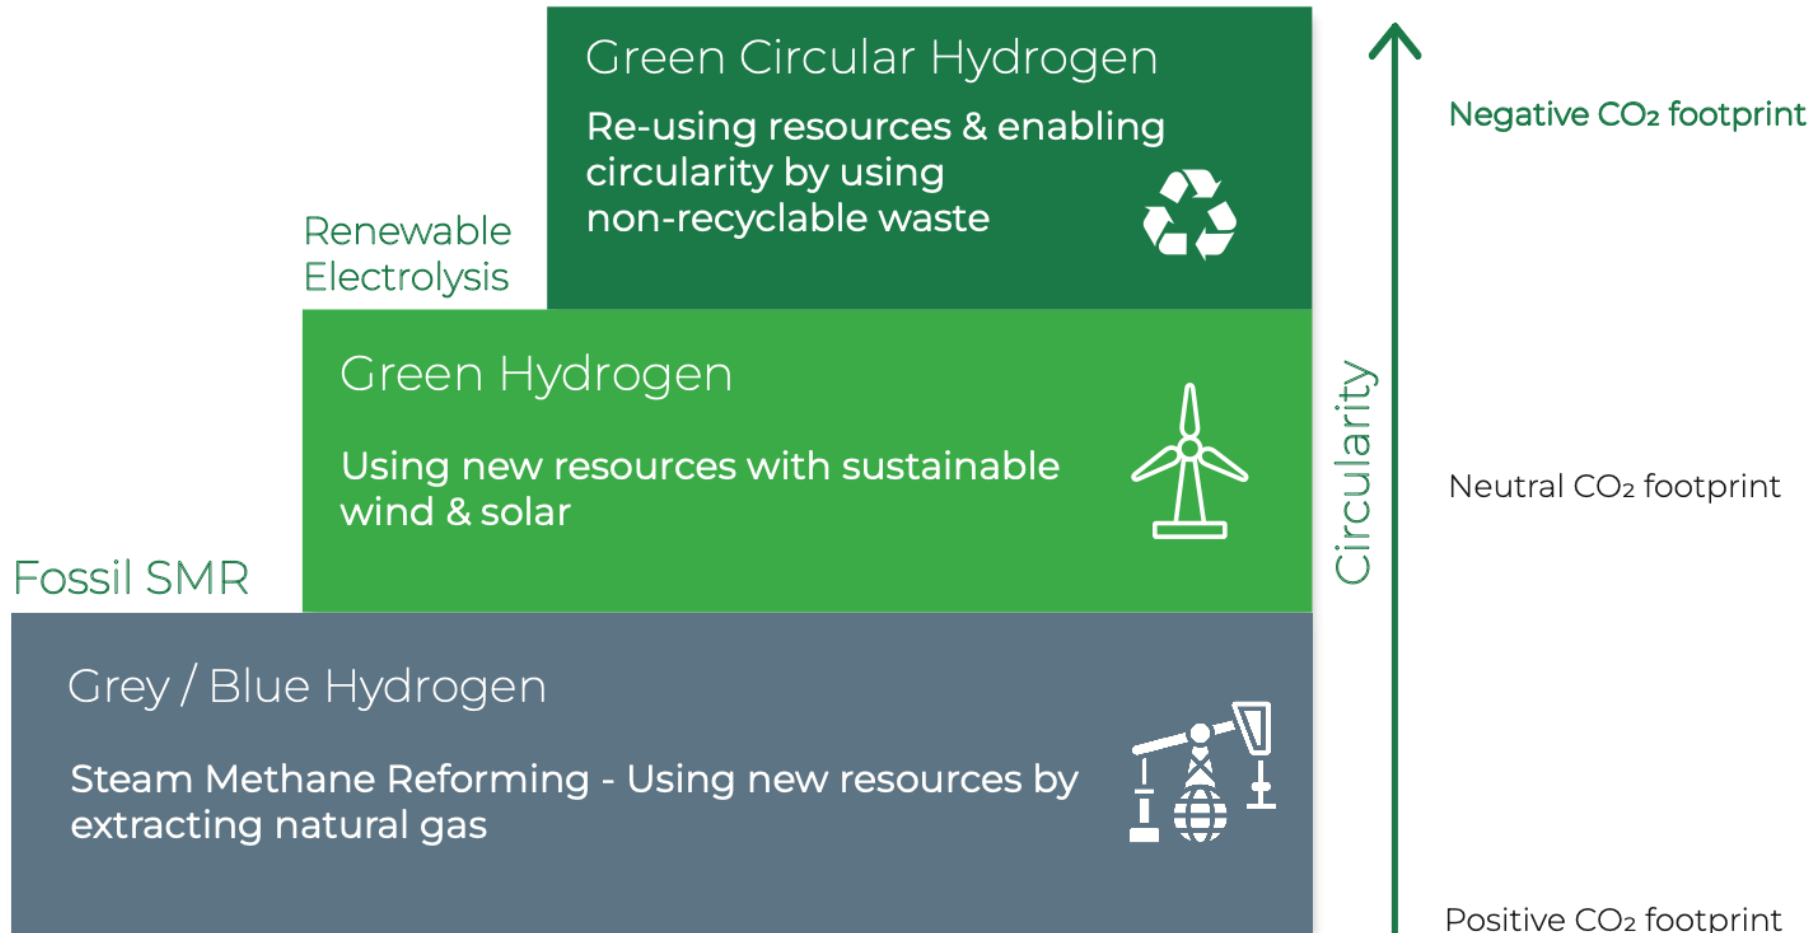 Green Circular Hydrogen
Re-using resources & enabling
circularity by using
non-recyclable waste
Negative CO₂ footprint
Renewable
Electrolysis
Green Hydrogen
Using new resources with sustainable
wind & solar
Circularity
Neutral CO₂ footprint
Fossil SMR
Grey / Blue Hydrogen
Steam Methane Reforming - Using new resources by
extracting natural gas
Positive CO₂ footprint